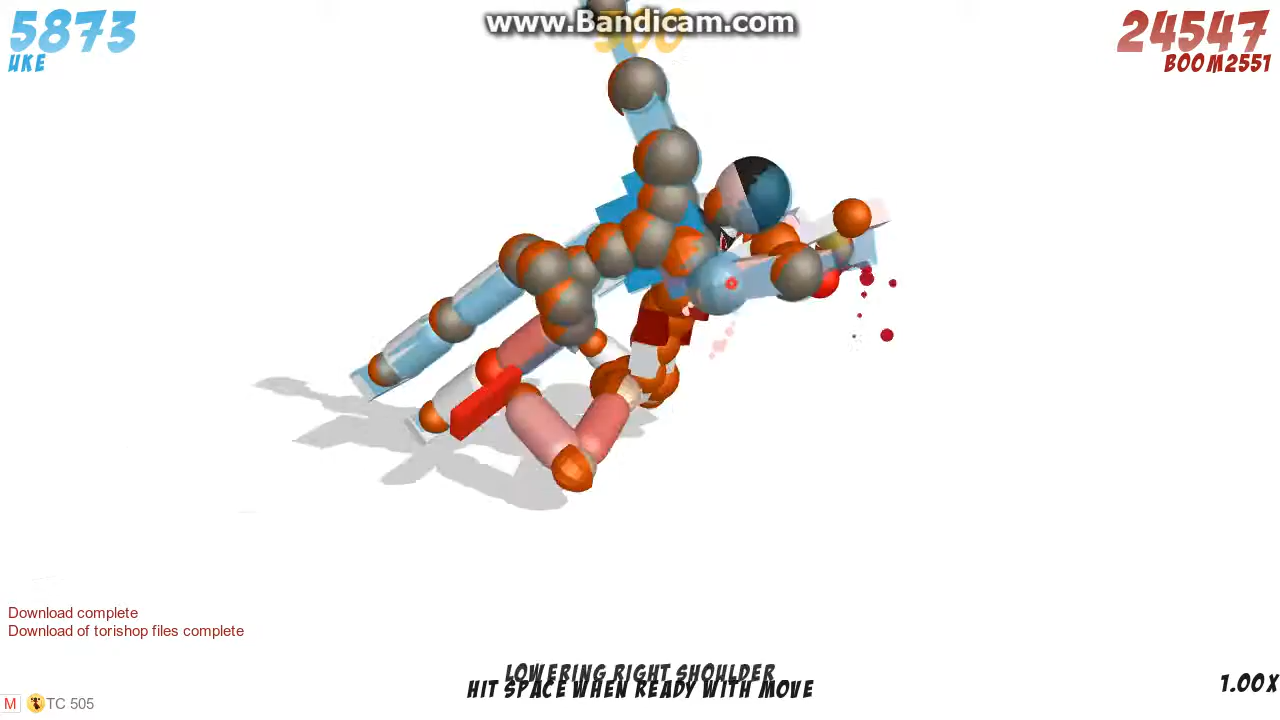 www.Bandicam.com
5873
UKE
300
24547
BOOM2551
Download complete
Download of torishop files complete
LOWERING RIGHT SHOULDER
HIT SPACE WHEN READY WITH MOVE
M TC 505
1.00X